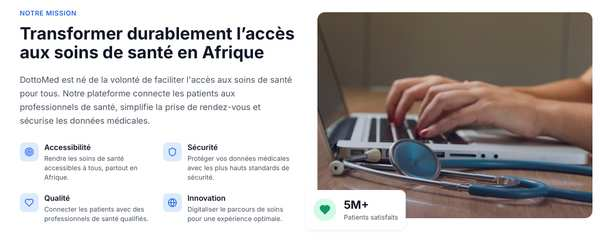 NOTRE MISSION
Transformer durablement l’accès
aux soins de santé en Afrique
DottoMed est né de la volonté de faciliter l'accès aux soins de santé
pour tous. Notre plateforme connecte les patients aux
professionnels de santé, simplifie la prise de rendez-vous et
sécurise les données médicales.
Accessibilité
Rendre les soins de santé
accessibles à tous, partout en
Afrique.
Sécurité
Protéger vos données médicales
avec les plus hauts standards de
sécurité.
Qualité
Connecter les patients avec des
professionnels de santé qualifiés.
Innovation
Digitaliser le parcours de soins
pour une expérience optimale.
5M+
Patients satisfaits